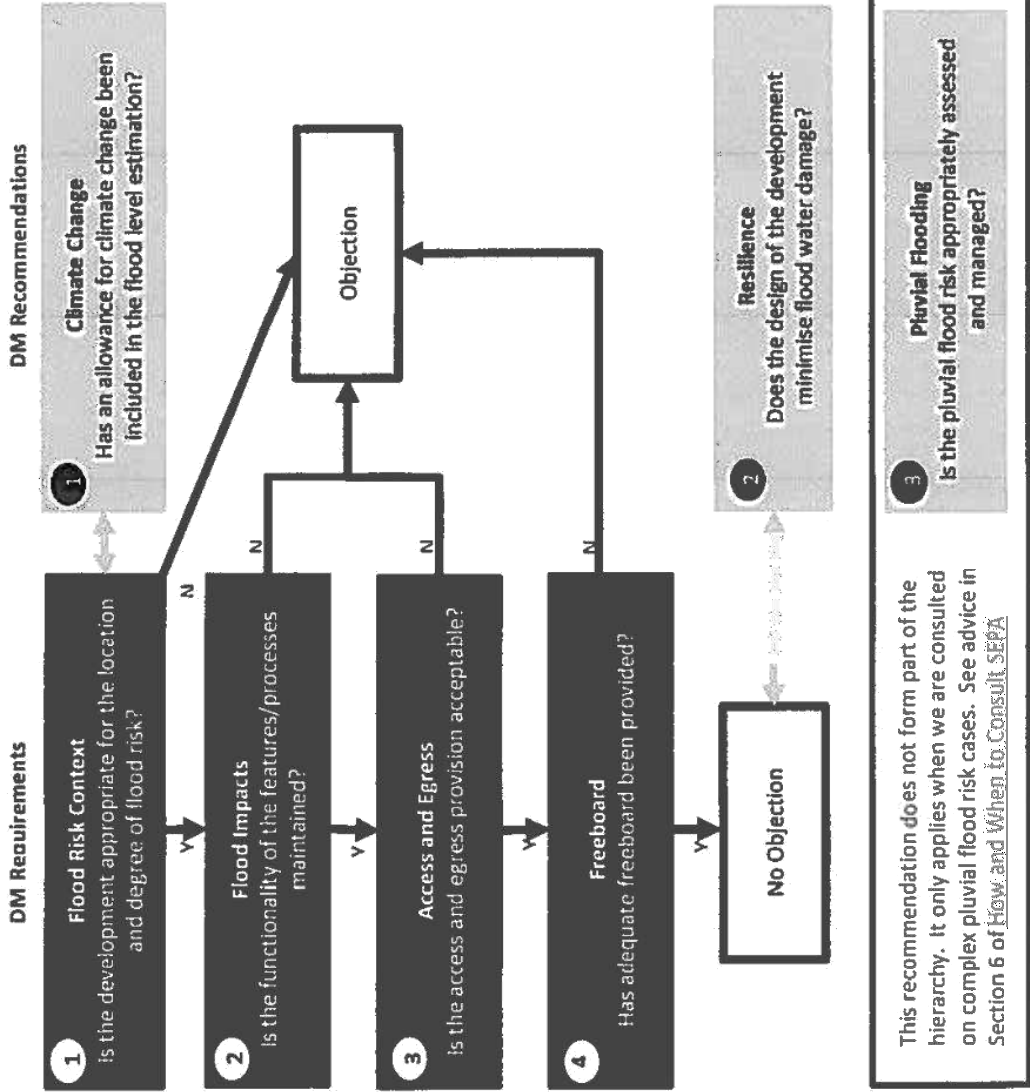 DM Requirements
DM Recommendations
1
Flood Risk Context
Is the development appropriate for the location
and degree of flood risk?
1
Climate Change
Has an allowance for climate change been
included in the flood level estimation?
N
Y
2
Flood Impacts
Is the functionality of the features/processes
maintained?
N
Objection
Y
3
Access and Egress
Is the access and egress provision acceptable?
N
Y
4
Freeboard
Has adequate freeboard been provided?
N
Y
No Objection
2
Resilience
Does the design of the development
minimise flood water damage?
This recommendation does not form part of the
hierarchy. It only applies when we are consulted
on complex pluvial flood risk cases. See advice in
Section 6 of How and When to Consult SEPA
3
Pluvial Flooding
Is the pluvial flood risk appropriately assessed
and managed?